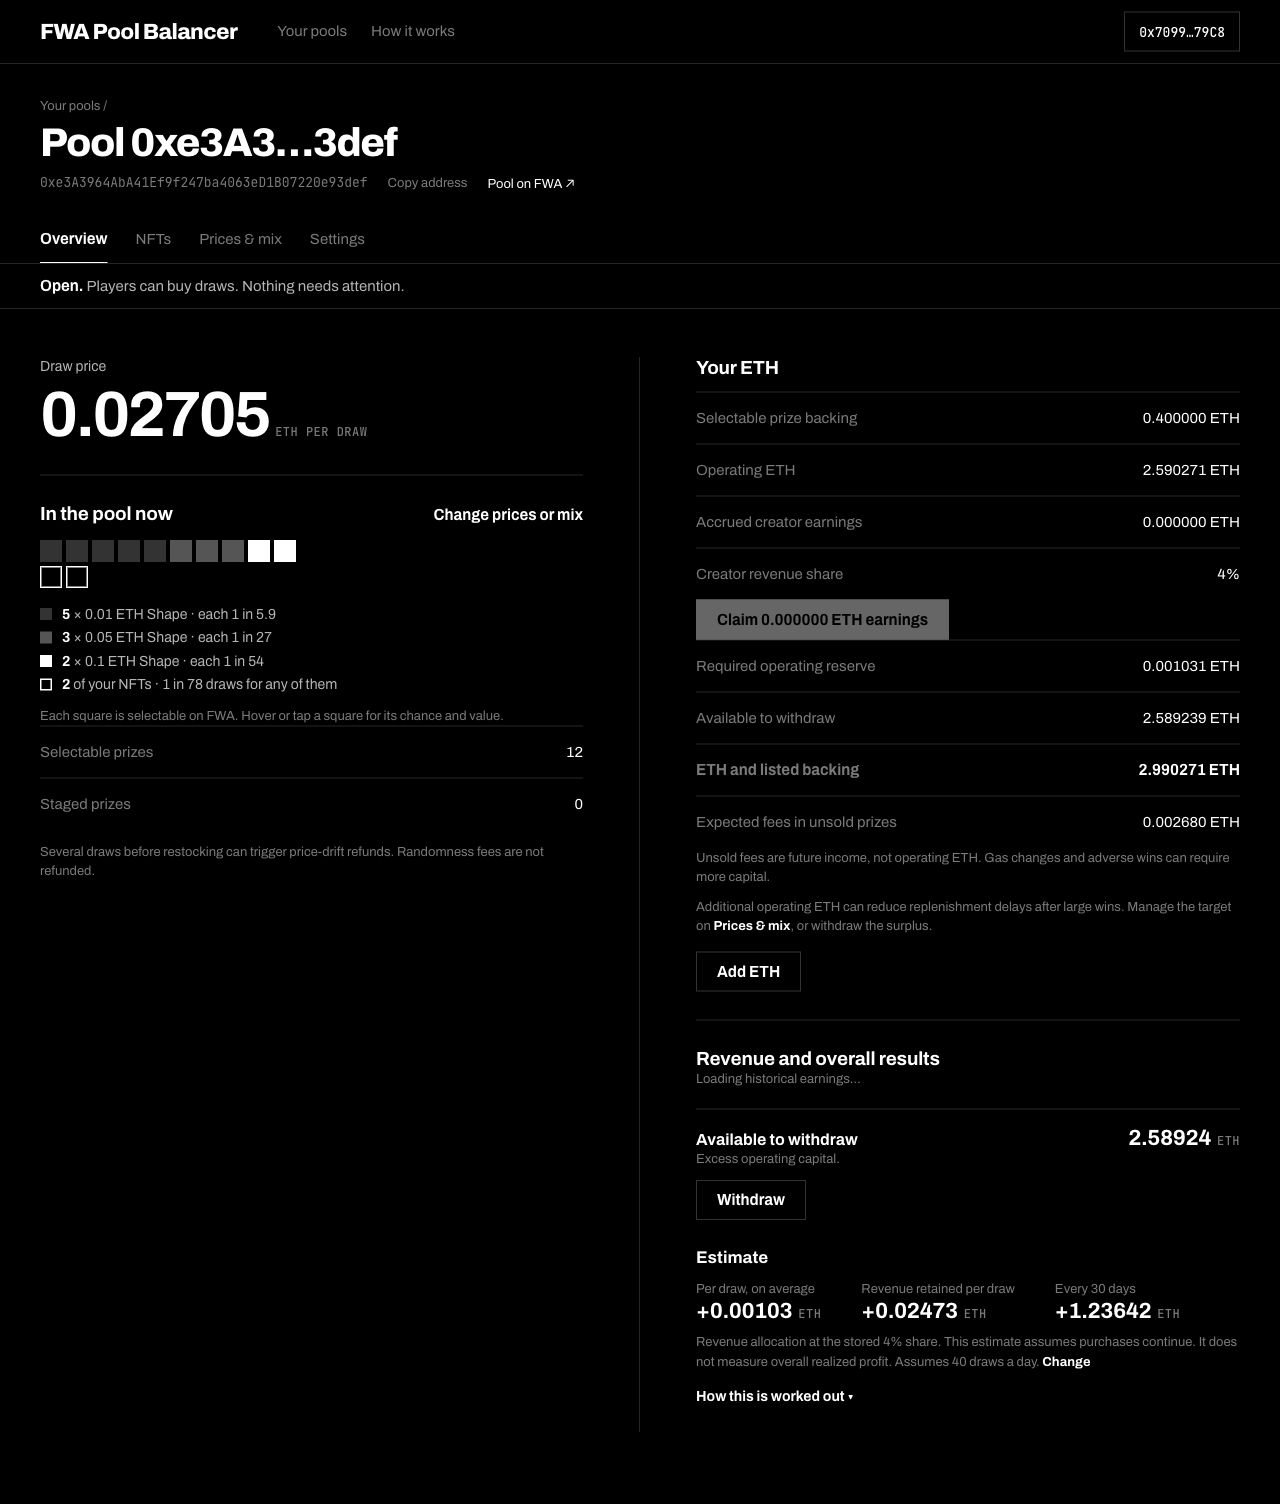 FWA Pool Balancer
Your pools
How it works
0x7099…79C8
Your pools /
Pool 0xe3A3…3def
0xe3A3964AbA41Ef9f247ba4063eD1B07220e93def
Copy address
Pool on FWA ↗
Overview
NFTs
Prices & mix
Settings
Open. Players can buy draws. Nothing needs attention.
Draw price
0.02705 ETH PER DRAW
In the pool now
Change prices or mix
5 × 0.01 ETH Shape · each 1 in 5.9
3 × 0.05 ETH Shape · each 1 in 27
2 × 0.1 ETH Shape · each 1 in 54
2 of your NFTs · 1 in 78 draws for any of them
Each square is selectable on FWA. Hover or tap a square for its chance and value.
Selectable prizes 12
Staged prizes 0
Several draws before restocking can trigger price-drift refunds. Randomness fees are not
refunded.
Your ETH
Selectable prize backing 0.400000 ETH
Operating ETH 2.590271 ETH
Accrued creator earnings 0.000000 ETH
Creator revenue share 4%
Claim 0.000000 ETH earnings
Required operating reserve 0.001031 ETH
Available to withdraw 2.589239 ETH
ETH and listed backing 2.990271 ETH
Expected fees in unsold prizes 0.002680 ETH
Unsold fees are future income, not operating ETH. Gas changes and adverse wins can require
more capital.
Additional operating ETH can reduce replenishment delays after large wins. Manage the target
on Prices & mix, or withdraw the surplus.
Add ETH
Revenue and overall results
Loading historical earnings…
Available to withdraw 2.58924 ETH
Excess operating capital.
Withdraw
Estimate
Per draw, on average
+0.00103 ETH
Revenue retained per draw
+0.02473 ETH
Every 30 days
+1.23642 ETH
Revenue allocation at the stored 4% share. This estimate assumes purchases continue. It does
not measure overall realized profit. Assumes 40 draws a day. Change
How this is worked out ▾